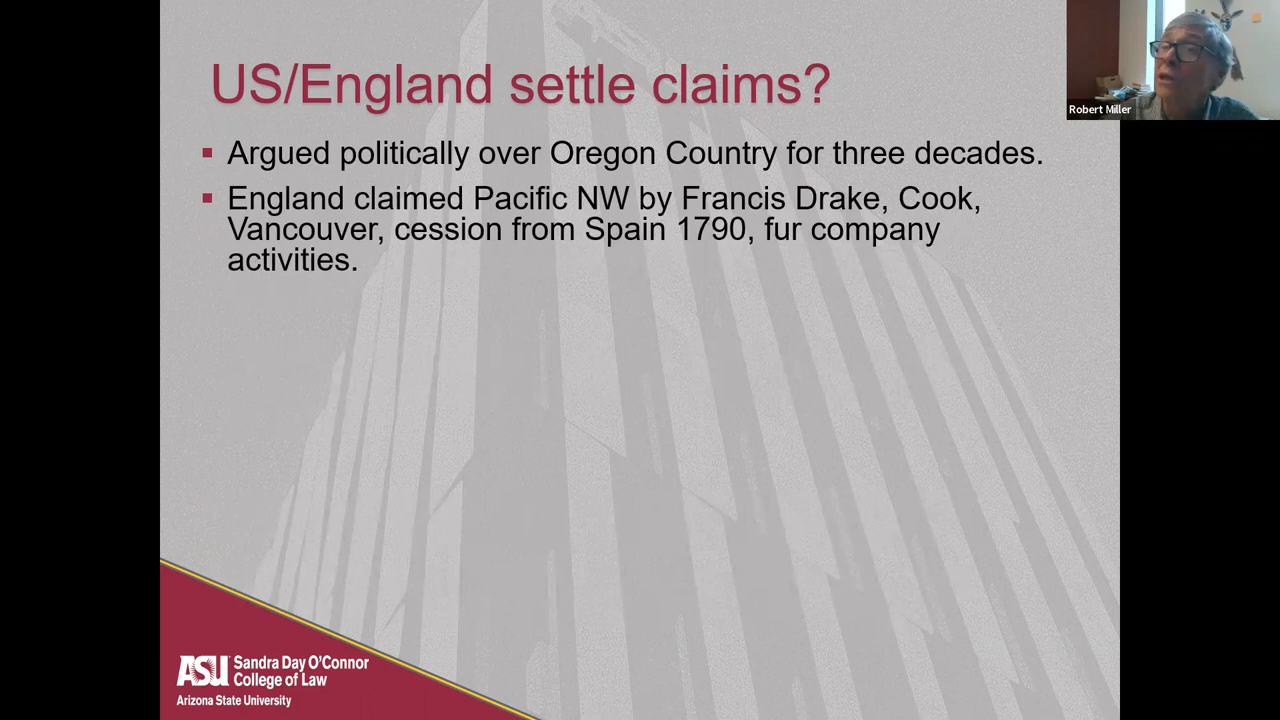 US/England settle claims?
Argued politically over Oregon Country for three decades.
England claimed Pacific NW by Francis Drake, Cook,
Vancouver, cession from Spain 1790, fur company
activities.
Robert Miller
ASU Sandra Day O'Connor
College of Law
Arizona State University